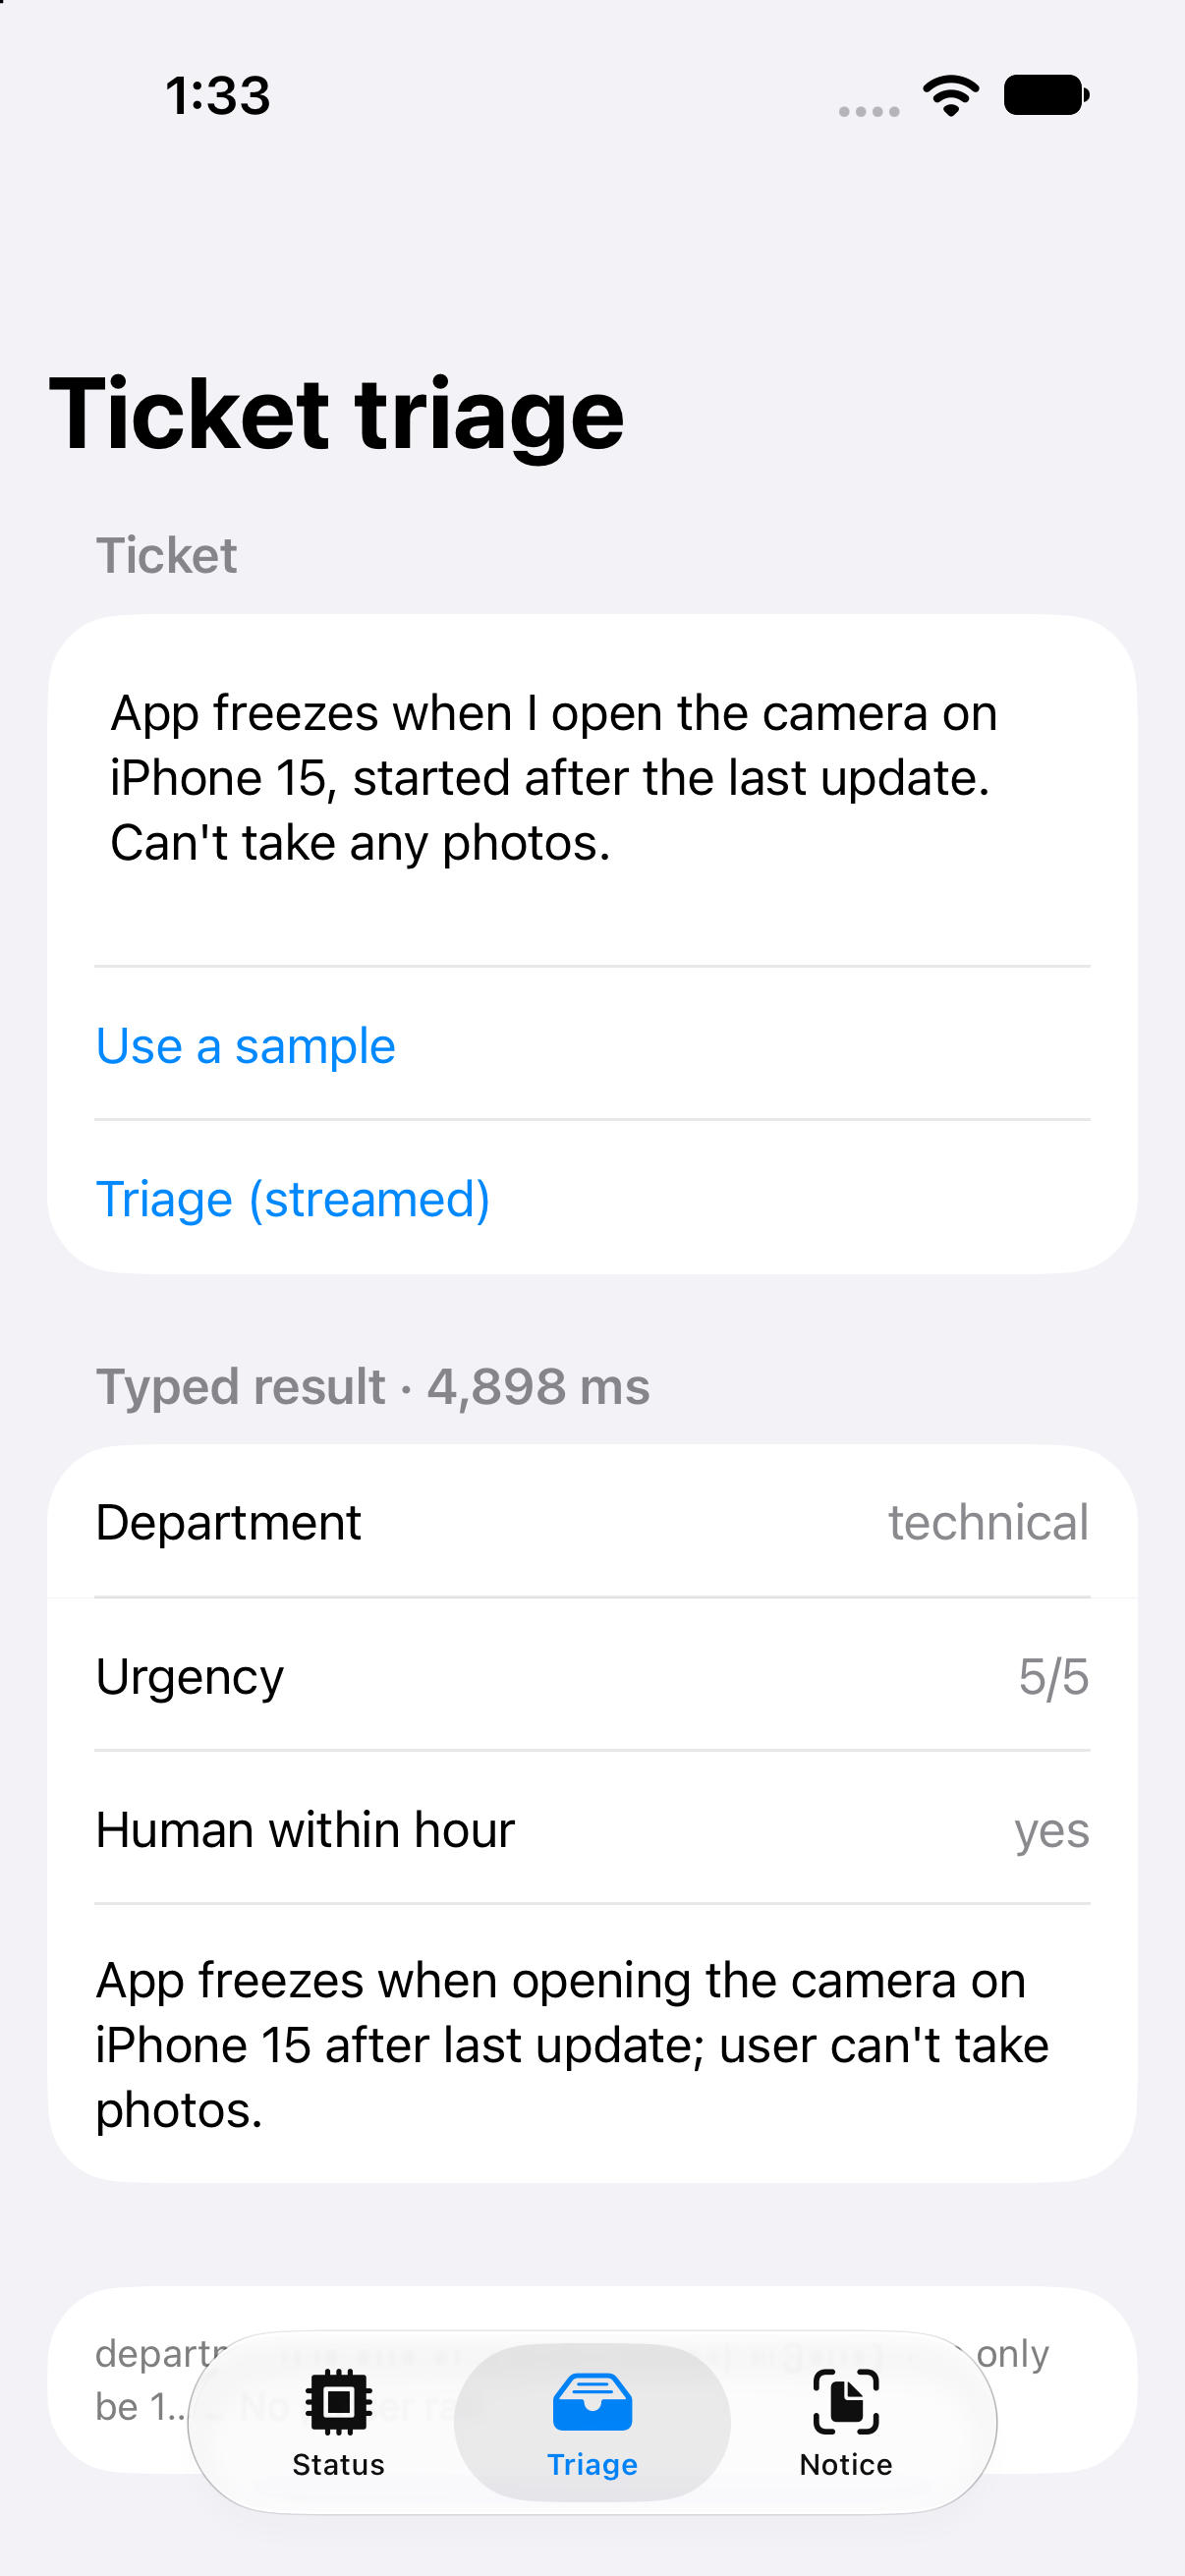 1:33
Ticket triage
Ticket
App freezes when I open the camera on
iPhone 15, started after the last update.
Can't take any photos.
Use a sample
Triage (streamed)
Typed result · 4,898 ms
Department technical
Urgency 5/5
Human within hour yes
App freezes when opening the camera on
iPhone 15 after last update; user can't take
photos.
only
be 1... No
Status
Triage
Notice